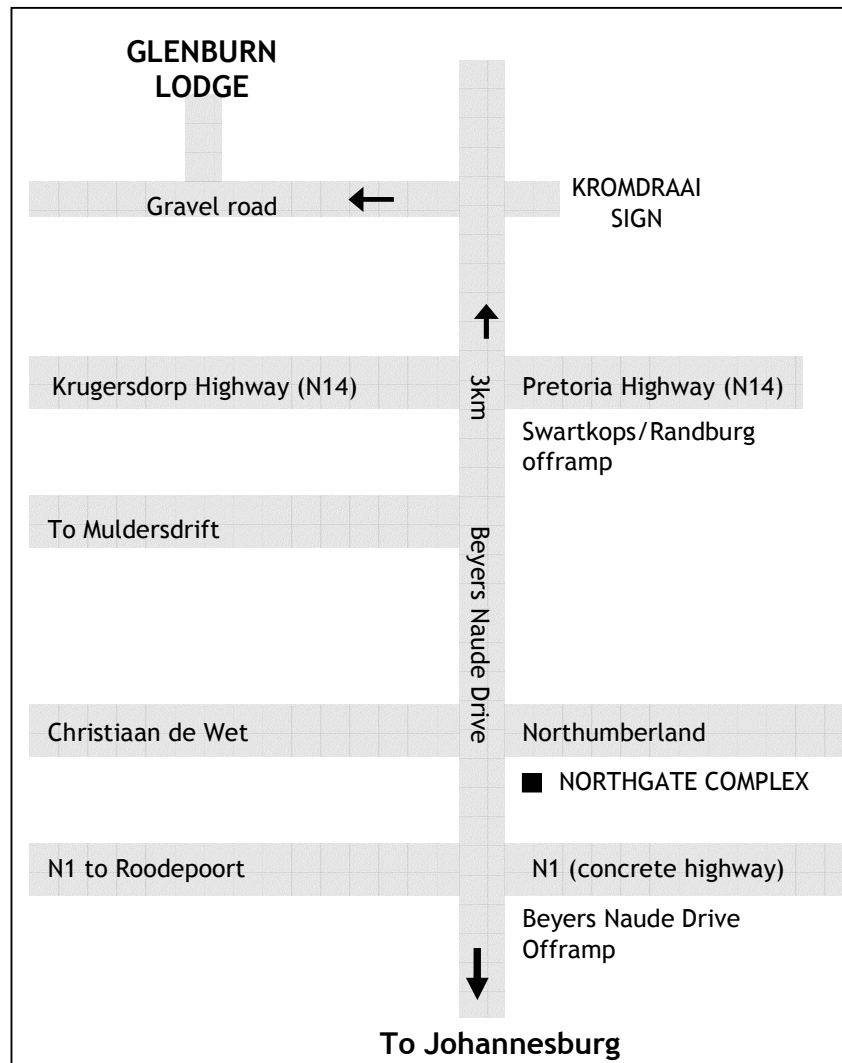 GLENBURN
LODGE
KROMDRAAI
SIGN
Gravel road
Krugersdorp Highway (N14)
3km
Pretoria Highway (N14)
Swartkops/Randburg
offramp
To Muldersdrift
Beyers Naude Drive
Christiaan de Wet
Northumberland
NORTHGATE COMPLEX
N1 to Roodepoort
N1 (concrete highway)
Beyers Naude Drive
Offramp
To Johannesburg